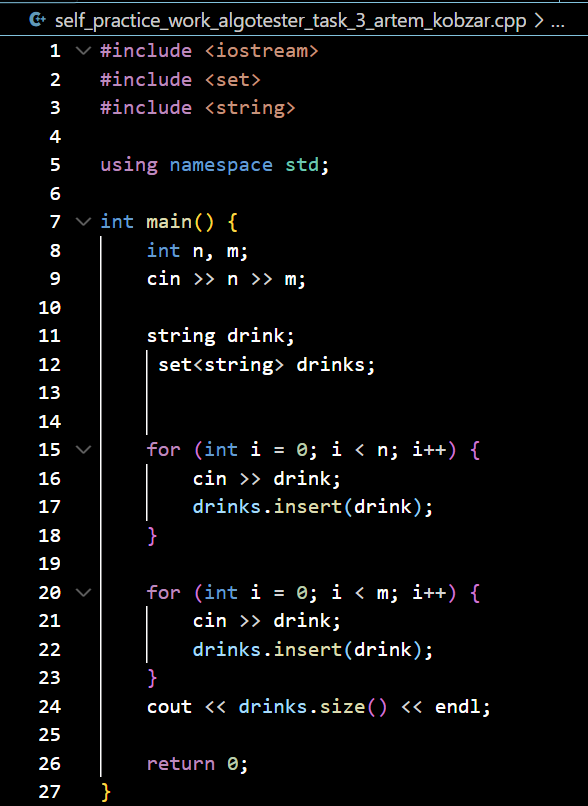 self_practice_work_algotester_task_3_artem_kobzar.cpp > ...
1 #include <iostream>
2 #include <set>
3 #include <string>
4
5 using namespace std;
6
7 int main() {
8     int n, m;
9     cin >> n >> m;
10
11     string drink;
12      set<string> drinks;
13
14
15     for (int i = 0; i < n; i++) {
16         cin >> drink;
17         drinks.insert(drink);
18     }
19
20     for (int i = 0; i < m; i++) {
21         cin >> drink;
22         drinks.insert(drink);
23     }
24     cout << drinks.size() << endl;
25
26     return 0;
27 }